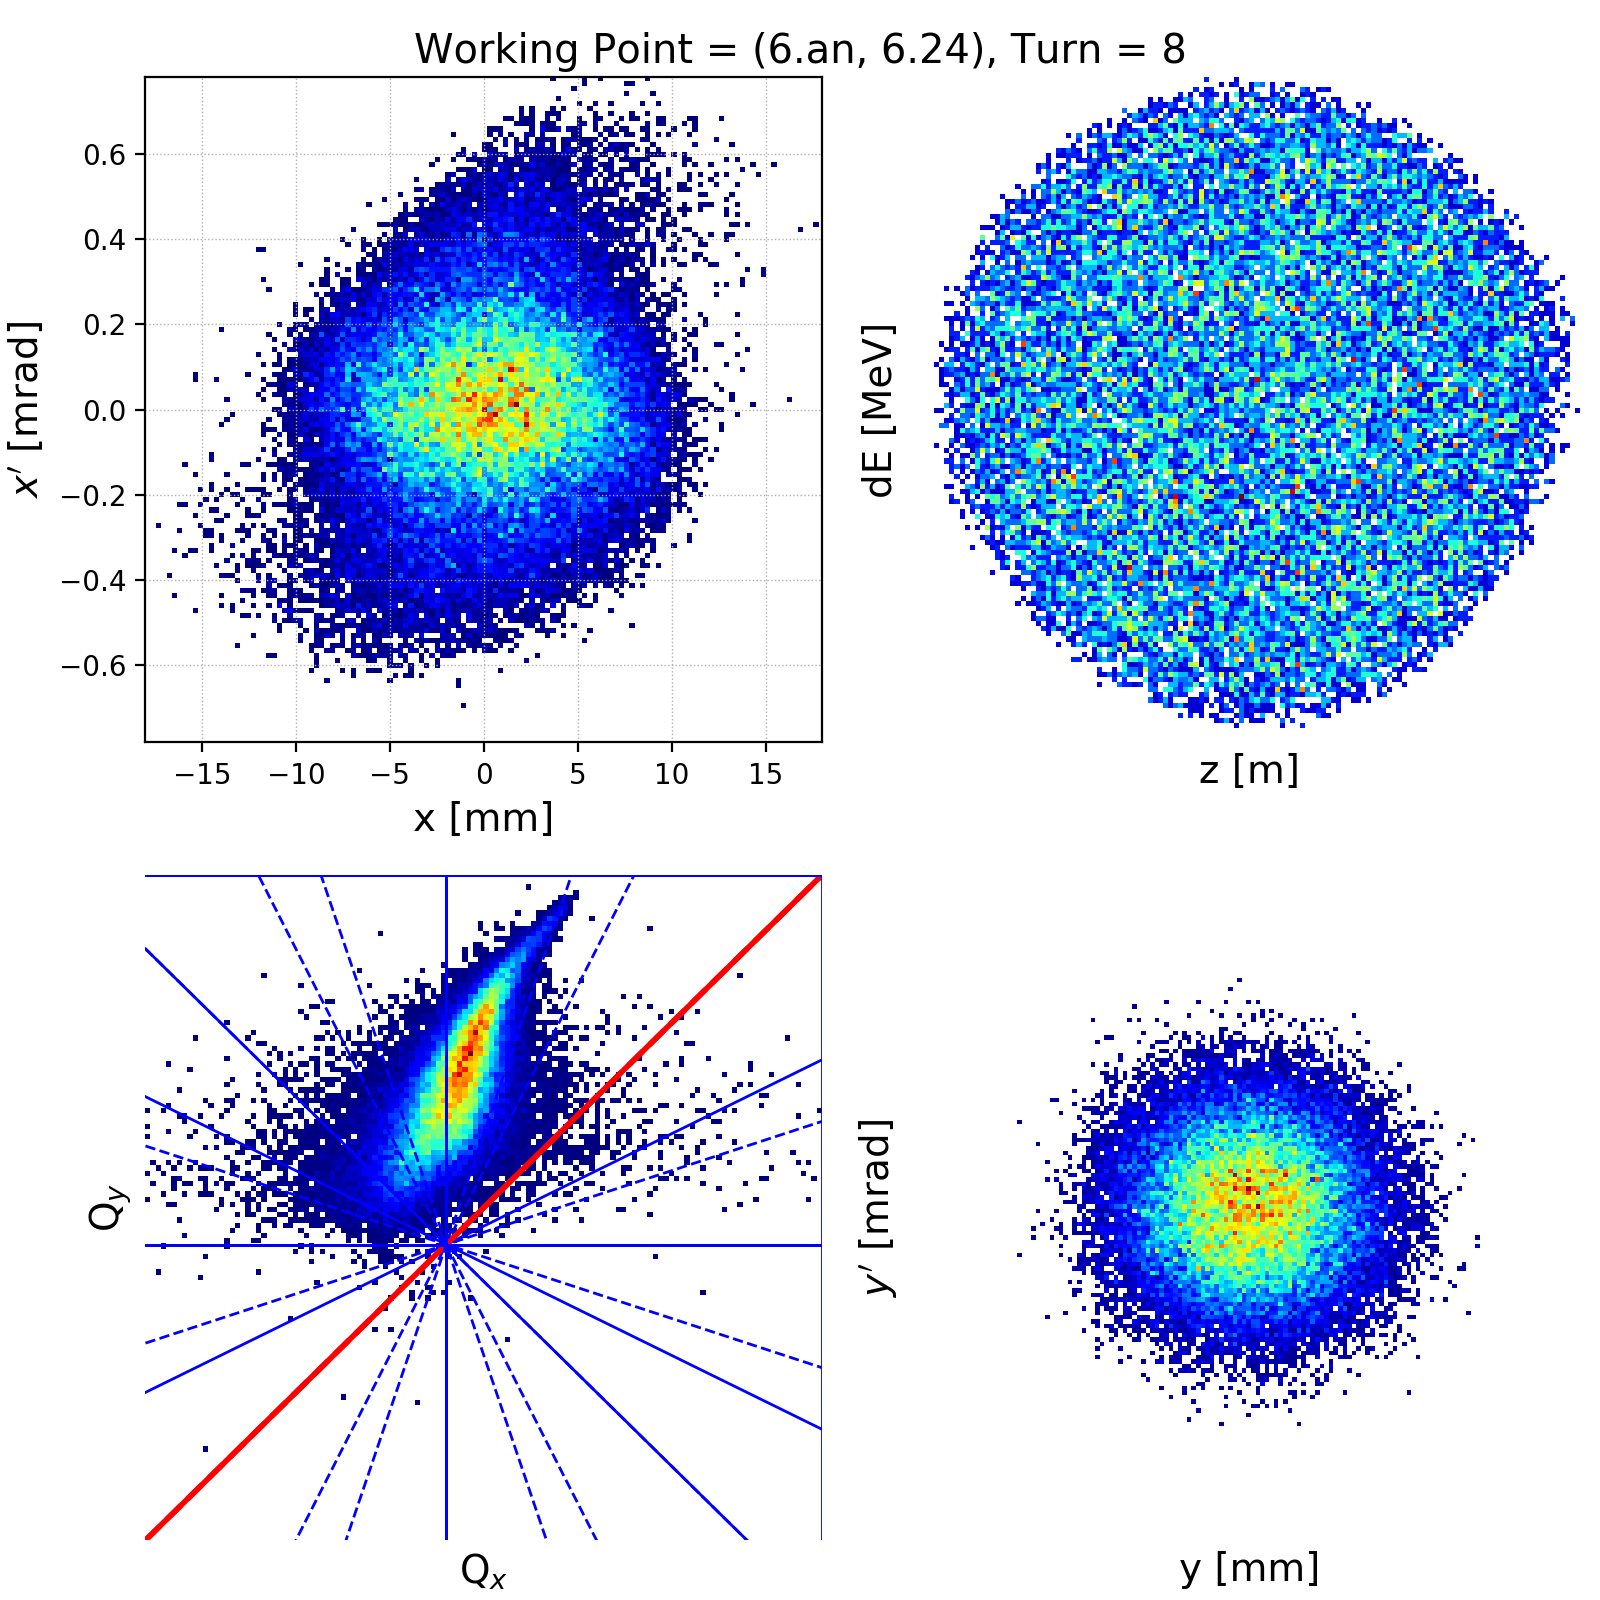 Working Point = (6.an, 6.24), Turn = 8
0.6
0.4
0.2
0.0
−0.2
−0.4
−0.6
x′ [mrad]
−15 −10 −5 0 5 10 15
x [mm]
dE [MeV]
z [m]
Qy
Qx
y′ [mrad]
y [mm]